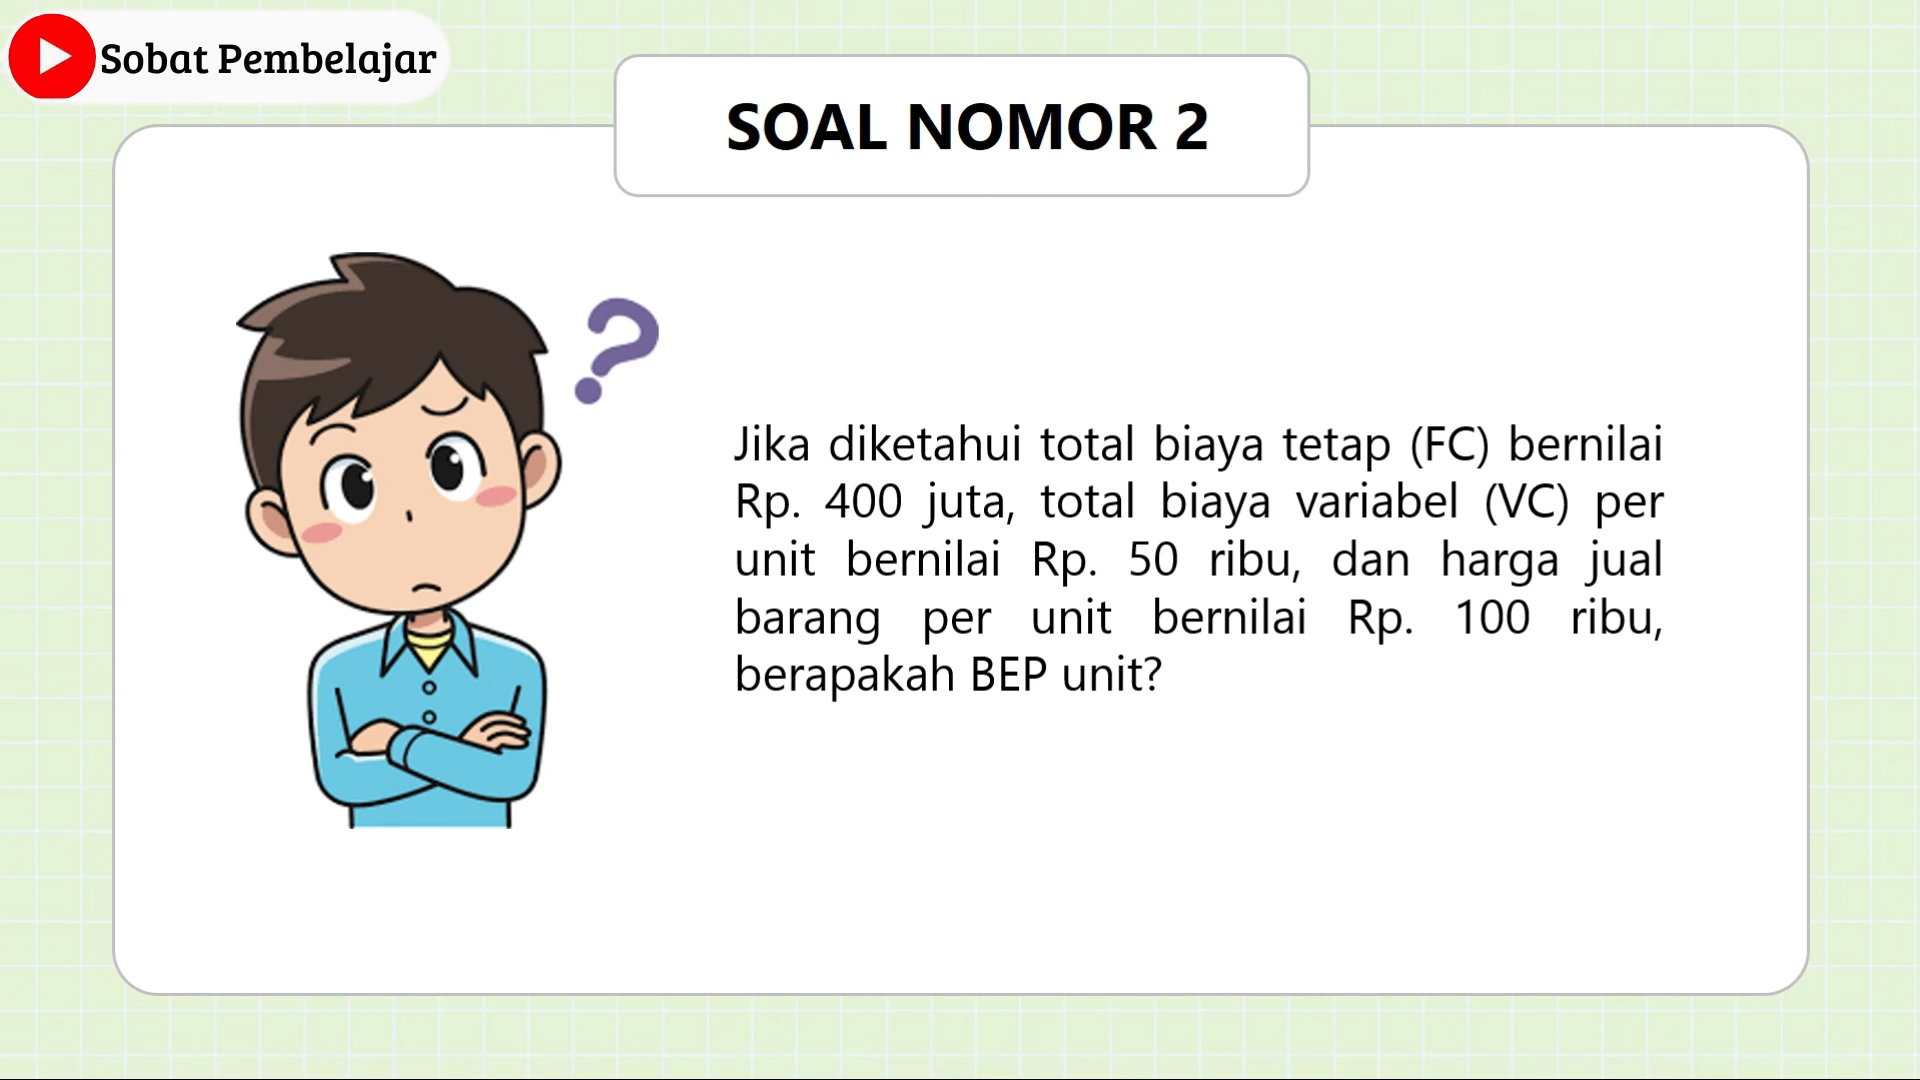 Sobat Pembelajar
SOAL NOMOR 2
Jika diketahui total biaya tetap (FC) bernilai
Rp. 400 juta, total biaya variabel (VC) per
unit bernilai Rp. 50 ribu, dan harga jual
barang per unit bernilai Rp. 100 ribu,
berapakah BEP unit?